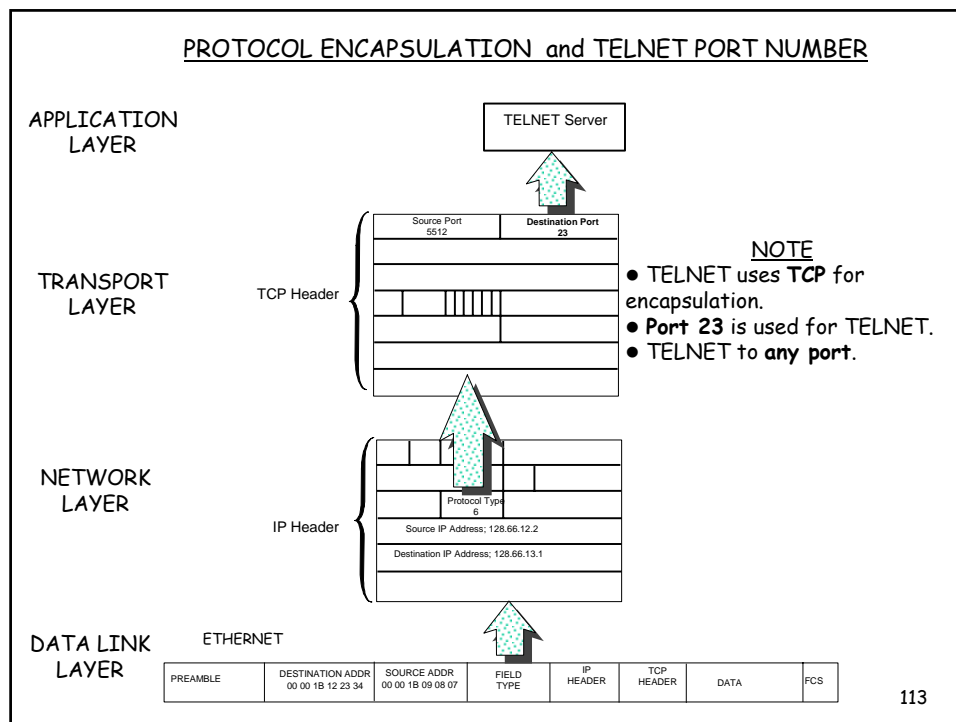 PROTOCOL ENCAPSULATION and TELNET PORT NUMBER
APPLICATION
LAYER
TELNET Server
Source Port
5512
Destination Port
23
TRANSPORT
LAYER
TCP Header
NOTE
● TELNET uses TCP for
encapsulation.
● Port 23 is used for TELNET.
● TELNET to any port.
NETWORK
LAYER
IP Header
Protocol Type
6
Source IP Address; 128.66.12.2
Destination IP Address; 128.66.13.1
DATA LINK
LAYER
ETHERNET
PREAMBLE
DESTINATION ADDR
00 00 1B 12 23 34
SOURCE ADDR
00 00 1B 09 08 07
FIELD
TYPE
IP
HEADER
TCP
HEADER
DATA
FCS
113